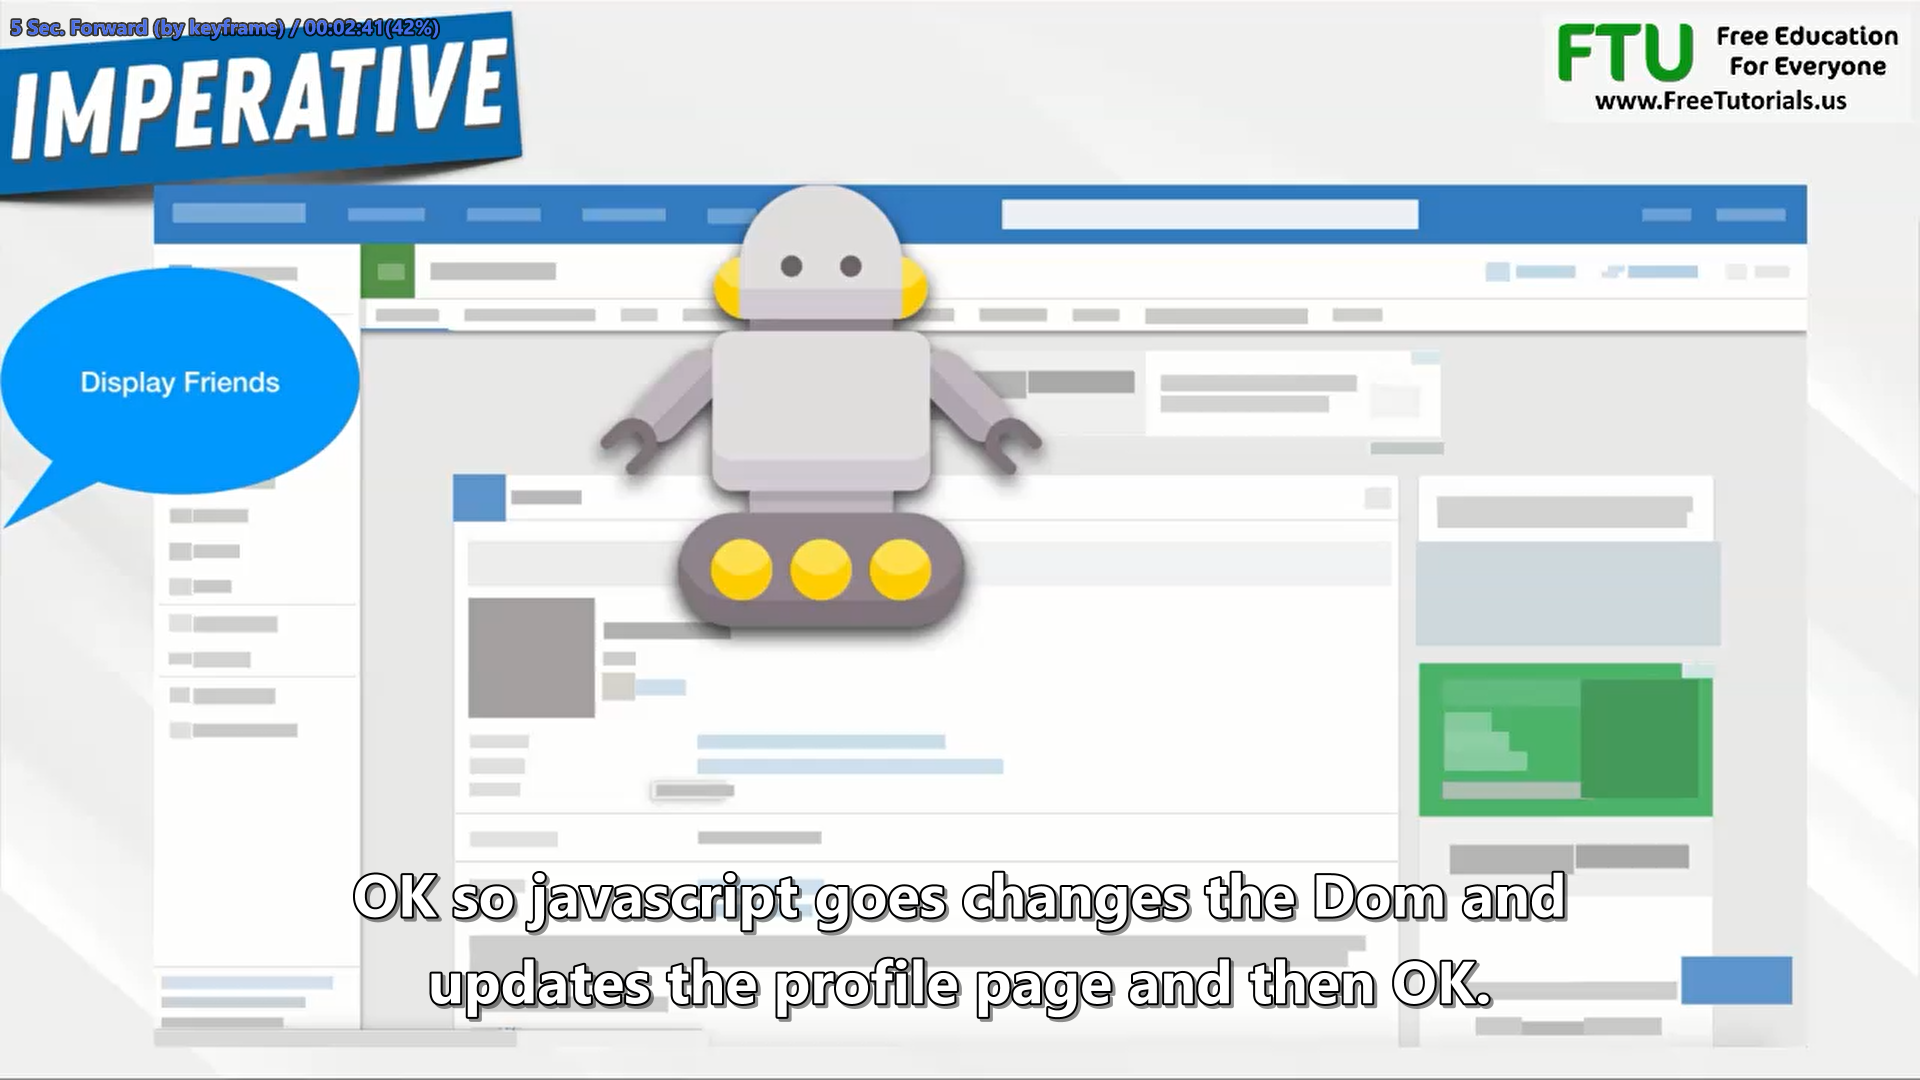 5 Sec. Forward (by keyframe) / 00:02:41(42%)
IMPERATIVE
FTU Free Education
For Everyone
www.FreeTutorials.us
Display Friends
OK so javascript goes changes the Dom and
updates the profile page and then OK.